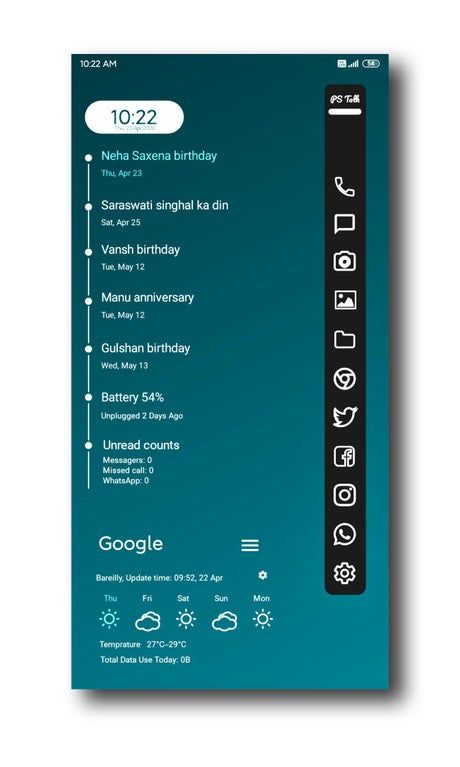 10:22 AM
54
PS Talk
10:22
Thu, 23 Apr 2020
Neha Saxena birthday
Thu, Apr 23
Saraswati singhal ka din
Sat, Apr 25
Vansh birthday
Tue, May 12
Manu anniversary
Tue, May 12
Gulshan birthday
Wed, May 13
Battery 54%
Unplugged 2 Days Ago
Unread counts
Messagers: 0
Missed call: 0
WhatsApp: 0
Google
Bareilly, Update time: 09:52, 22 Apr
Thu Fri Sat Sun Mon
Temprature 27°C~29°C
Total Data Use Today: 0B